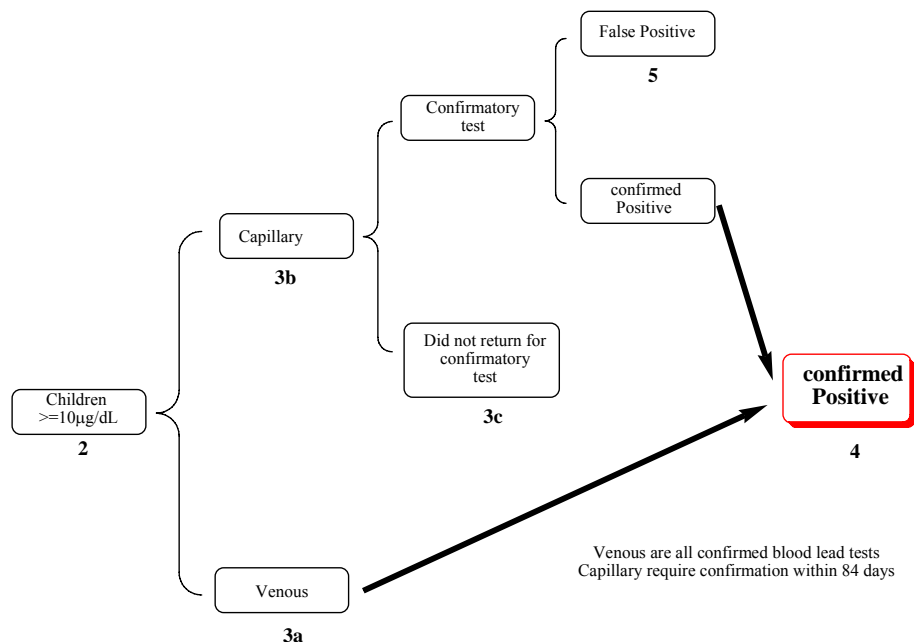 False Positive
5
Confirmatory
test
confirmed
Positive
Capillary
3b
Did not return for
confirmatory
test
3c
Children
>=10µg/dL
2
confirmed
Positive
4
Venous are all confirmed blood lead tests
Capillary require confirmation within 84 days
Venous
3a